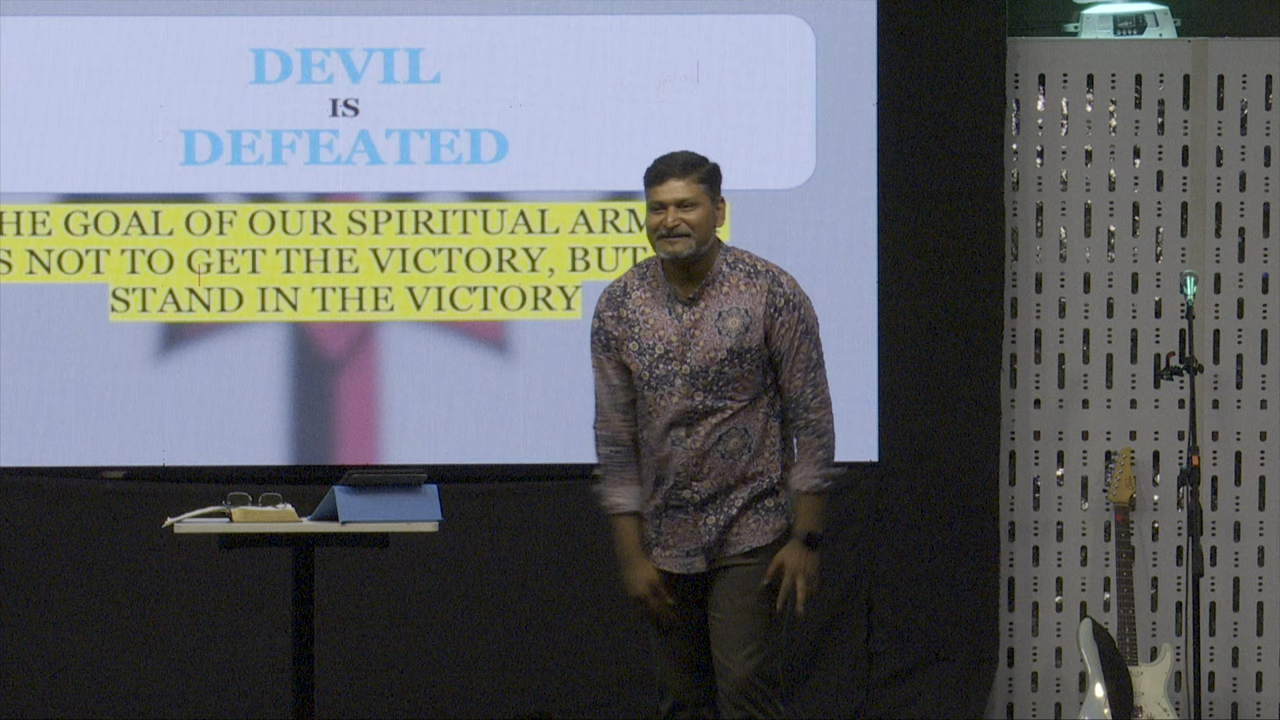 DEVIL
IS
DEFEATED
HE GOAL OF OUR SPIRITUAL ARM
S NOT TO GET THE VICTORY, BUT
STAND IN THE VICTORY